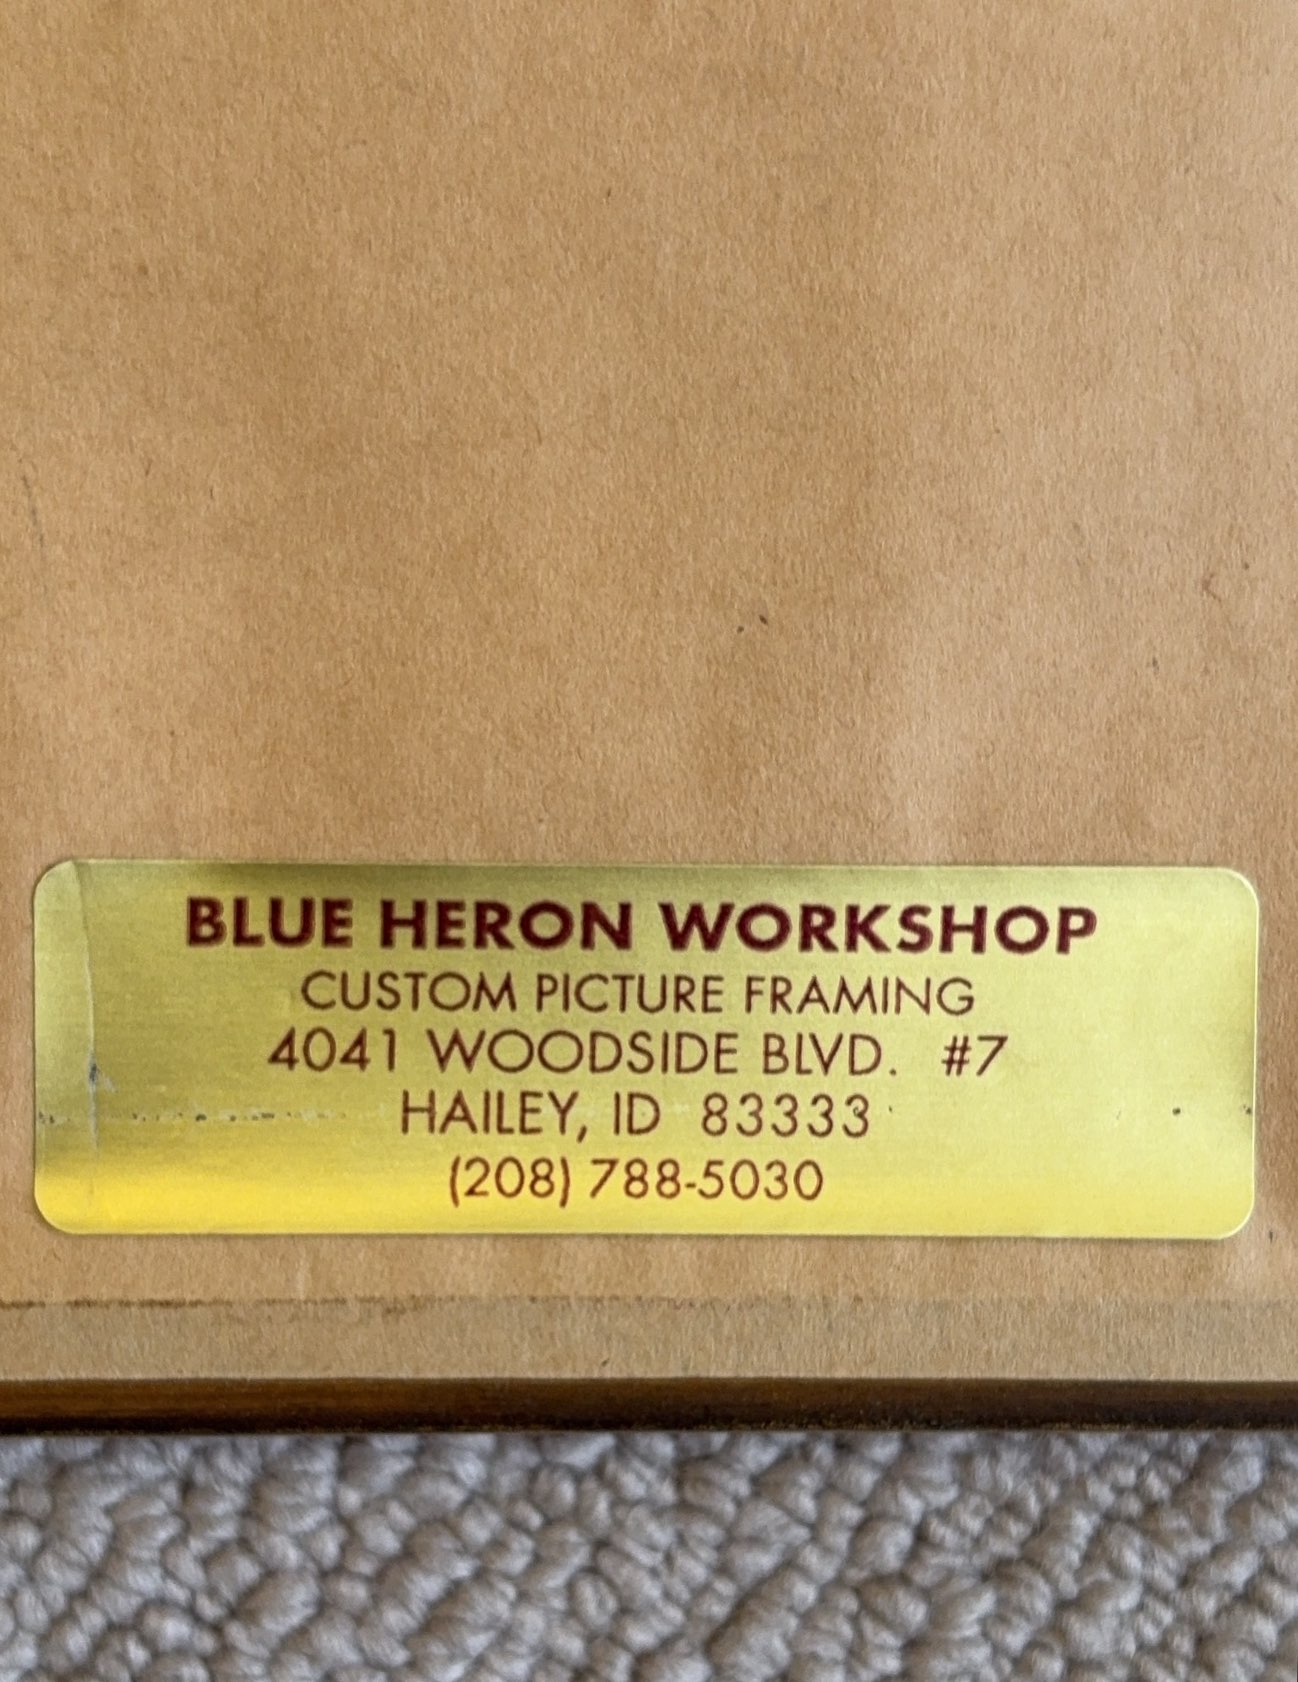 BLUE HERON WORKSHOP
CUSTOM PICTURE FRAMING
4041 WOODSIDE BLVD. #7
HAILEY, ID 83333
(208) 788-5030